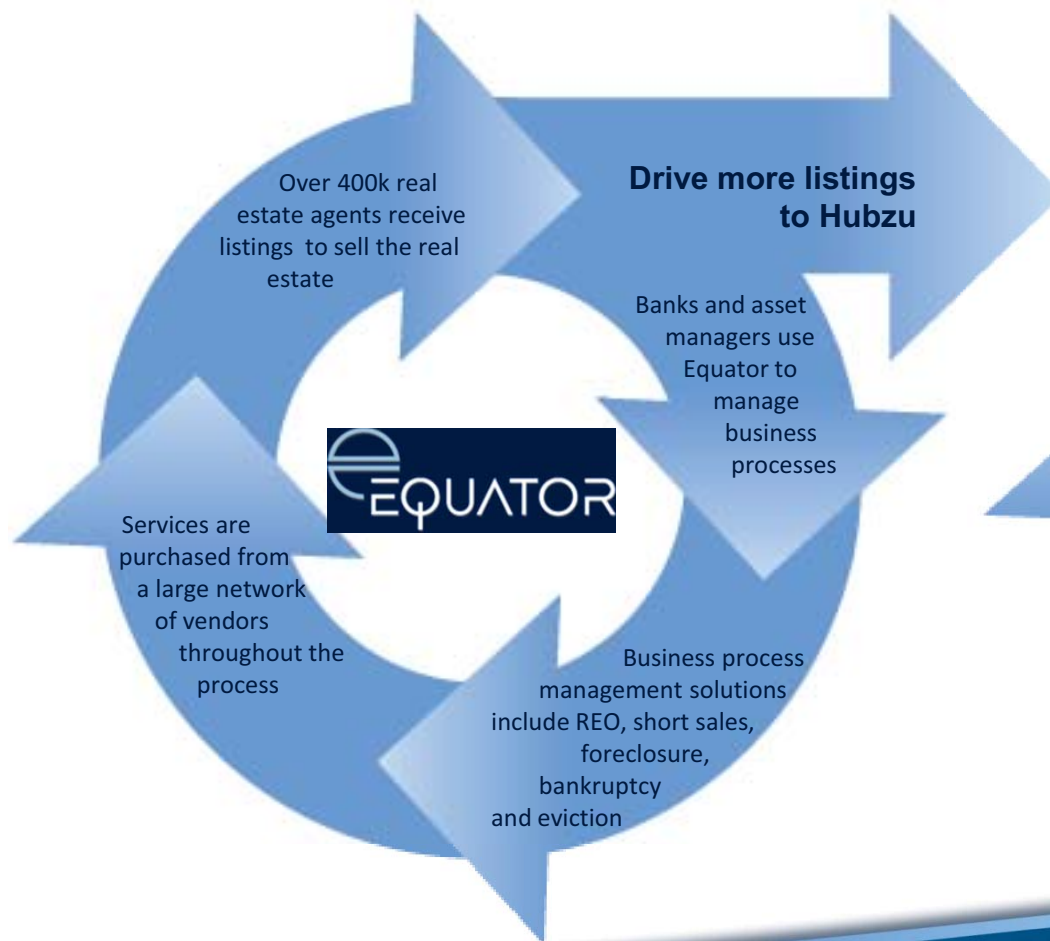 Over 400k real
estate agents receive
listings to sell the real
estate
Drive more listings
to Hubzu
Banks and asset
managers use
Equator to
manage
business
processes
EQUATOR
Services are
purchased from
a large network
of vendors
throughout the
process
Business process
management solutions
include REO, short sales,
foreclosure,
bankruptcy
and eviction